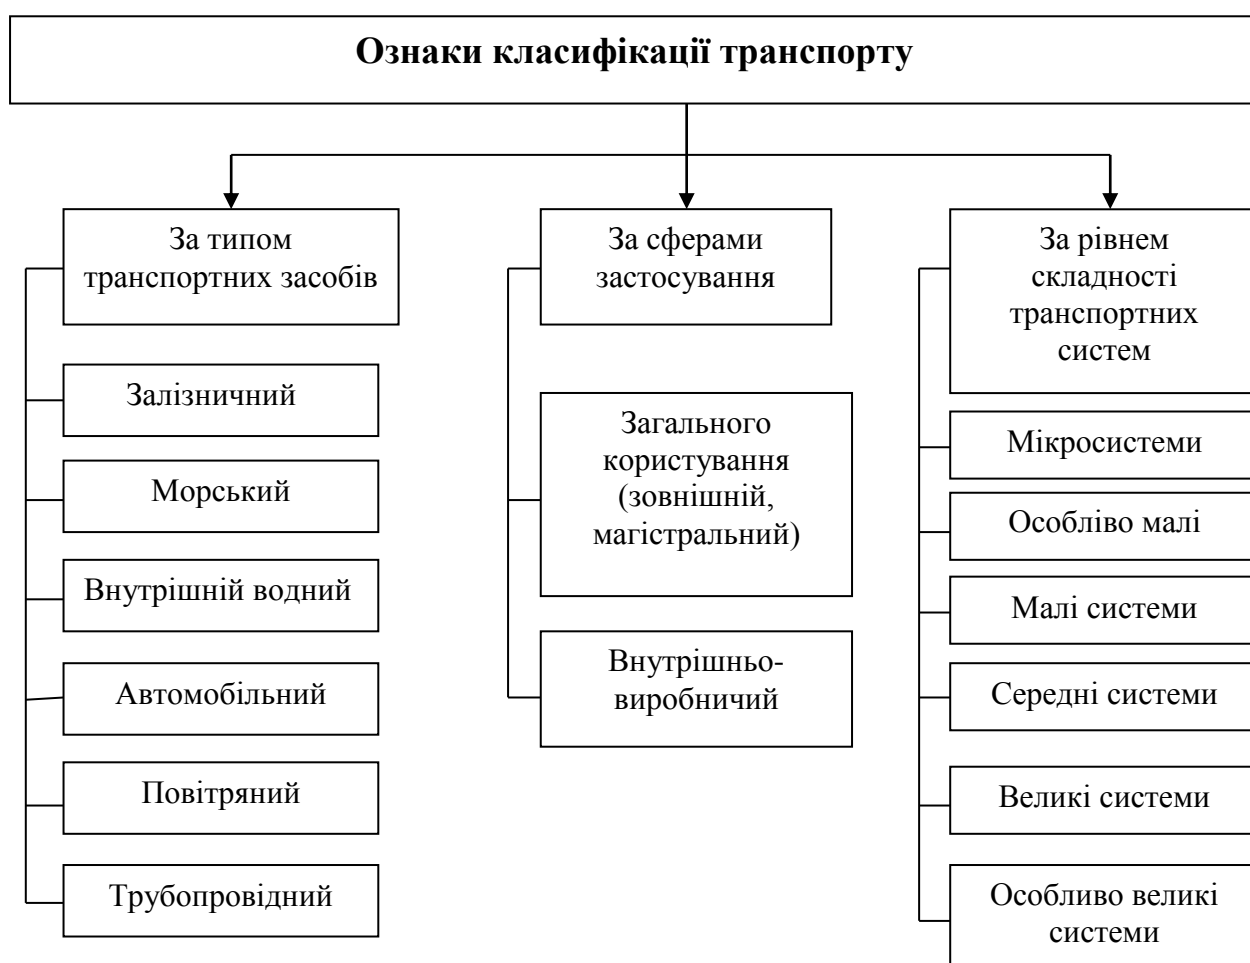 Ознаки класифікації транспорту
За типом
транспортних засобів
Залізничний
Морський
Внутрішній водний
Автомобільний
Повітряний
Трубопровідний
За сферами
застосування
Загального
користування
(зовнішній,
магістральний)
Внутрішньо-
виробничий
За рівнем
складності
транспортних
систем
Мікросистеми
Особліво малі
Малі системи
Середні системи
Великі системи
Особливо великі
системи